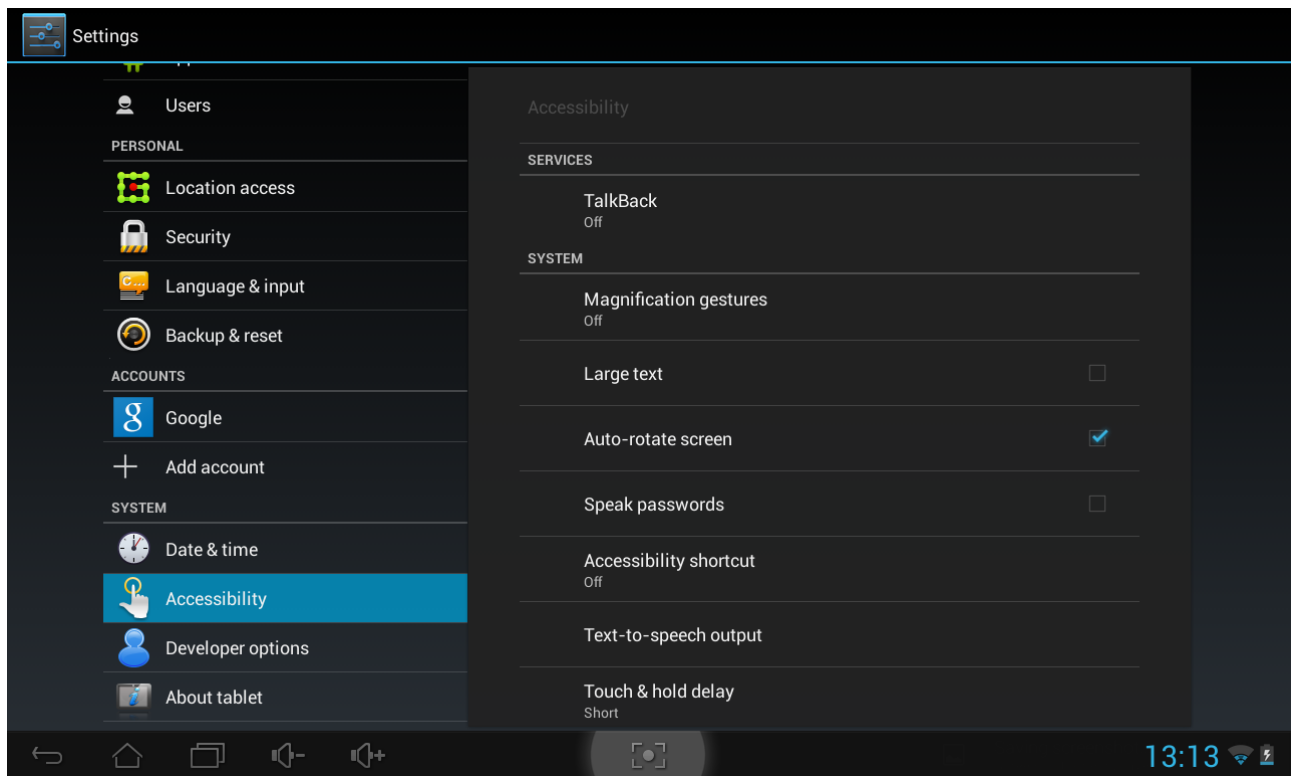 Settings
Users
PERSONAL
Location access
Security
Language & input
Backup & reset
ACCOUNTS
Google
Add account
SYSTEM
Date & time
Accessibility
Developer options
About tablet
Accessibility
SERVICES
TalkBack
Off
SYSTEM
Magnification gestures
Off
Large text
Auto-rotate screen
Speak passwords
Accessibility shortcut
Off
Text-to-speech output
Touch & hold delay
Short
13:13